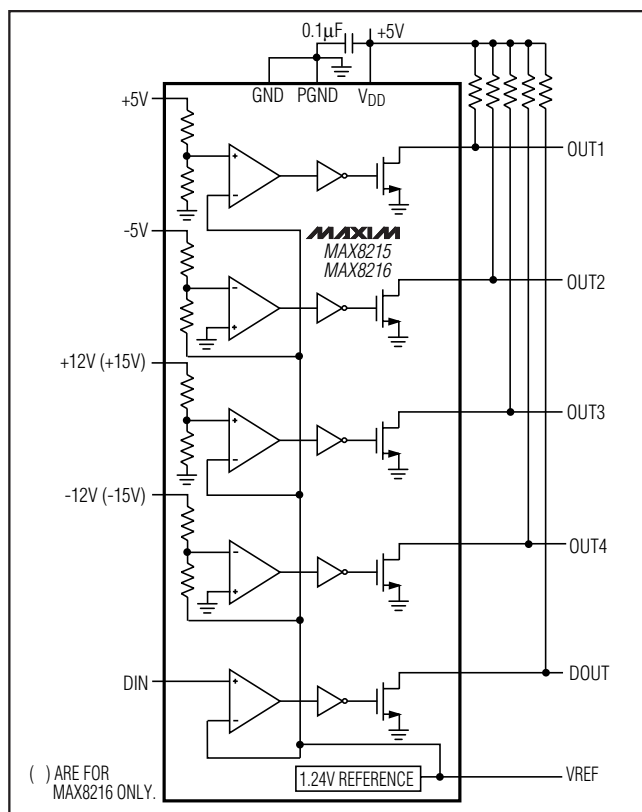 0.1µF
+5V
GND PGND VDD
+5V
+ -
OUT1
-5V
MAXIM
MAX8215
MAX8216
- +
OUT2
+12V (+15V)
+ -
OUT3
-12V (-15V)
- +
OUT4
DIN
+ -
DOUT
( ) ARE FOR
MAX8216 ONLY.
1.24V REFERENCE
VREF